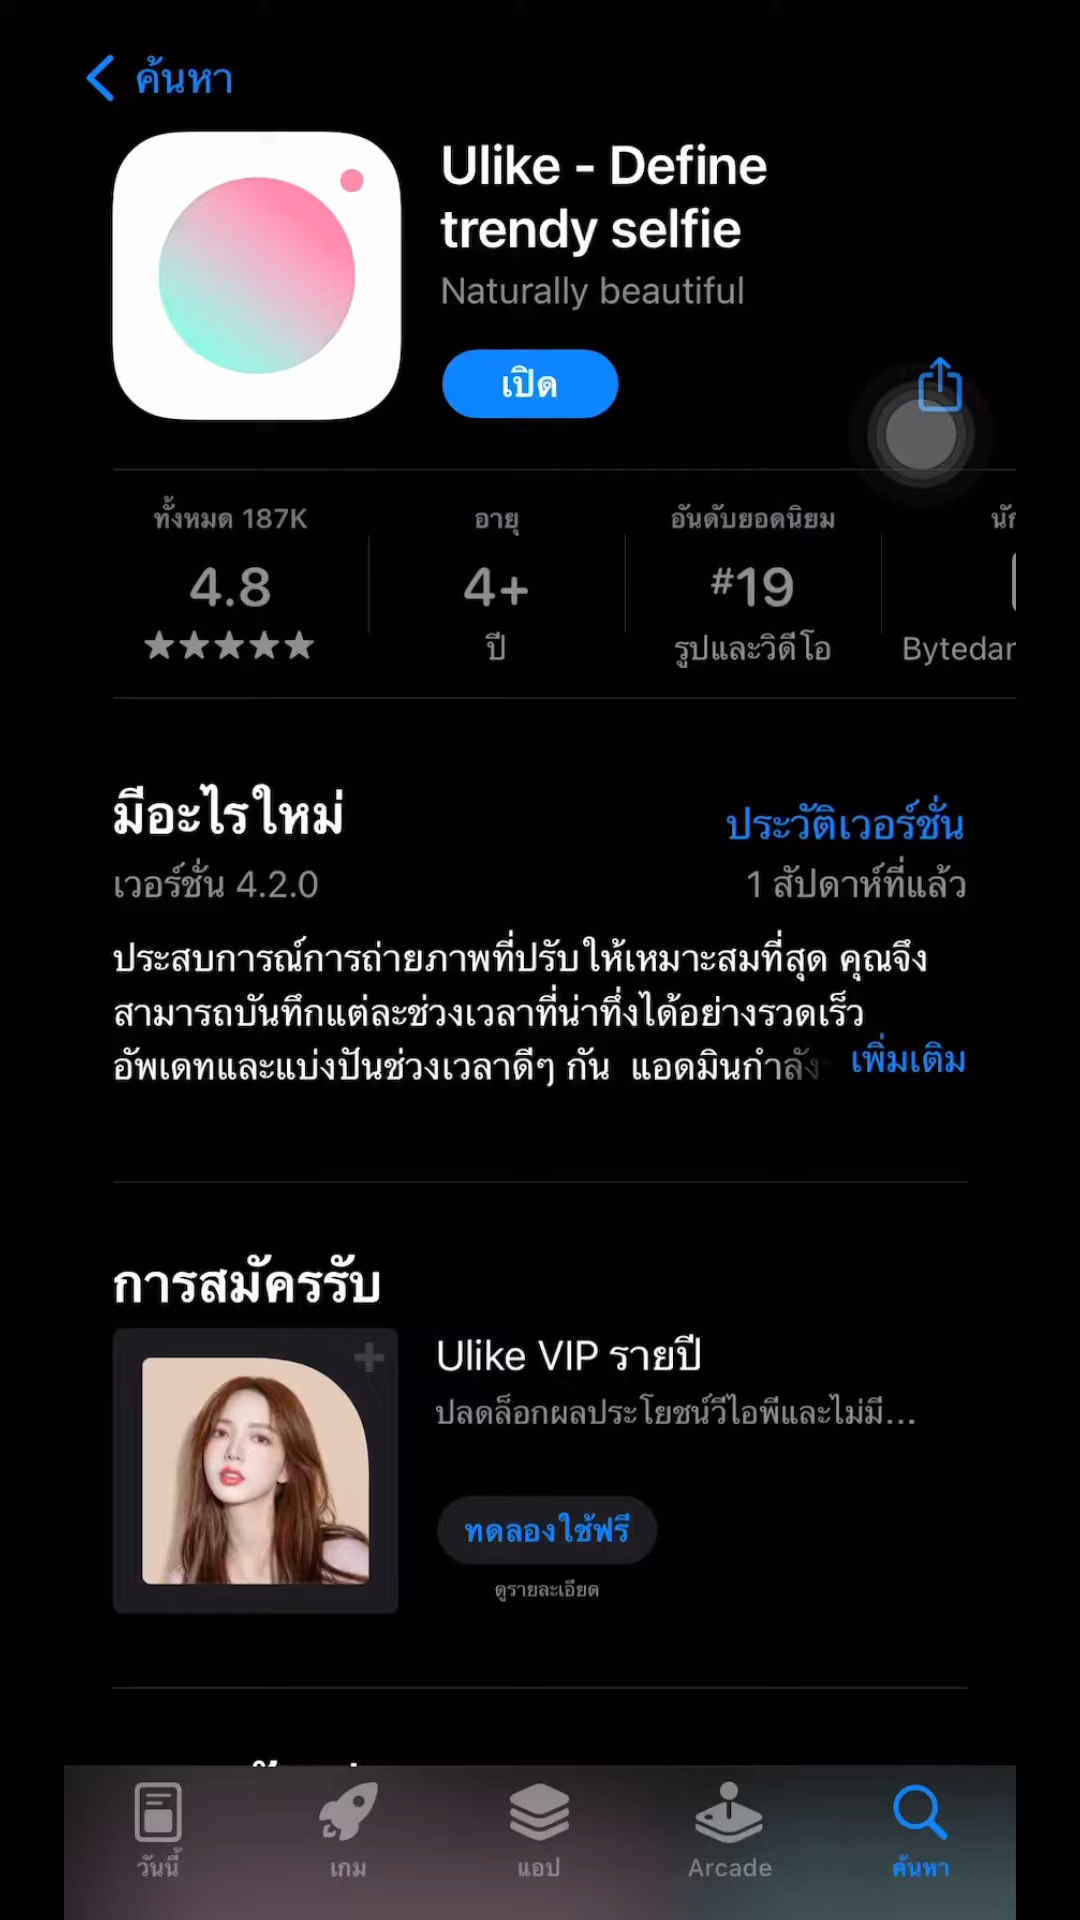 ค้นหา
Ulike - Define
trendy selfie
Naturally beautiful
เปิด
ทั้งหมด 187K
4.8
อายุ
4+
ปี
อันดับยอดนิยม
#19
รูปและวิดีโอ
Bytedan
มีอะไรใหม่
ประวัติเวอร์ชั่น
เวอร์ชั่น 4.2.0
1 สัปดาห์ที่แล้ว
ประสบการณ์การถ่ายภาพที่ปรับให้เหมาะสมที่สุด คุณจึง
สามารถบันทึกแต่ละช่วงเวลาที่น่าทึ่งได้อย่างรวดเร็ว
อัพเดทและแบ่งปันช่วงเวลาดีๆ กัน แอดมินกำลัง
เพิ่มเติม
การสมัครรับ
Ulike VIP รายปี
ปลดล็อกผลประโยชน์วีไอพีและไม่มี...
ทดลองใช้ฟรี
ดูรายละเอียด
วันนี้
เกม
แอป
Arcade
ค้นหา